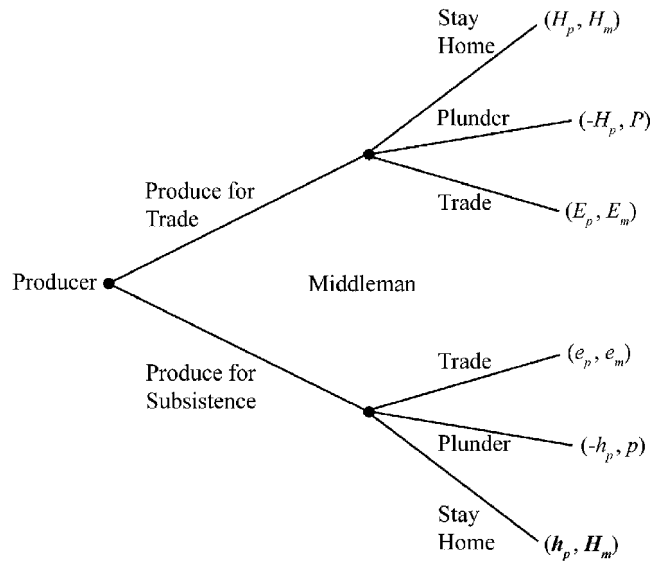 Stay
Home
(H_p, H_m)
Plunder
(-H_p, P)
Produce for
Trade
Trade
(E_p, E_m)
Producer
Middleman
Produce for
Subsistence
Trade
(e_p, e_m)
Plunder
(-h_p, p)
Stay
Home
(h_p, H_m)